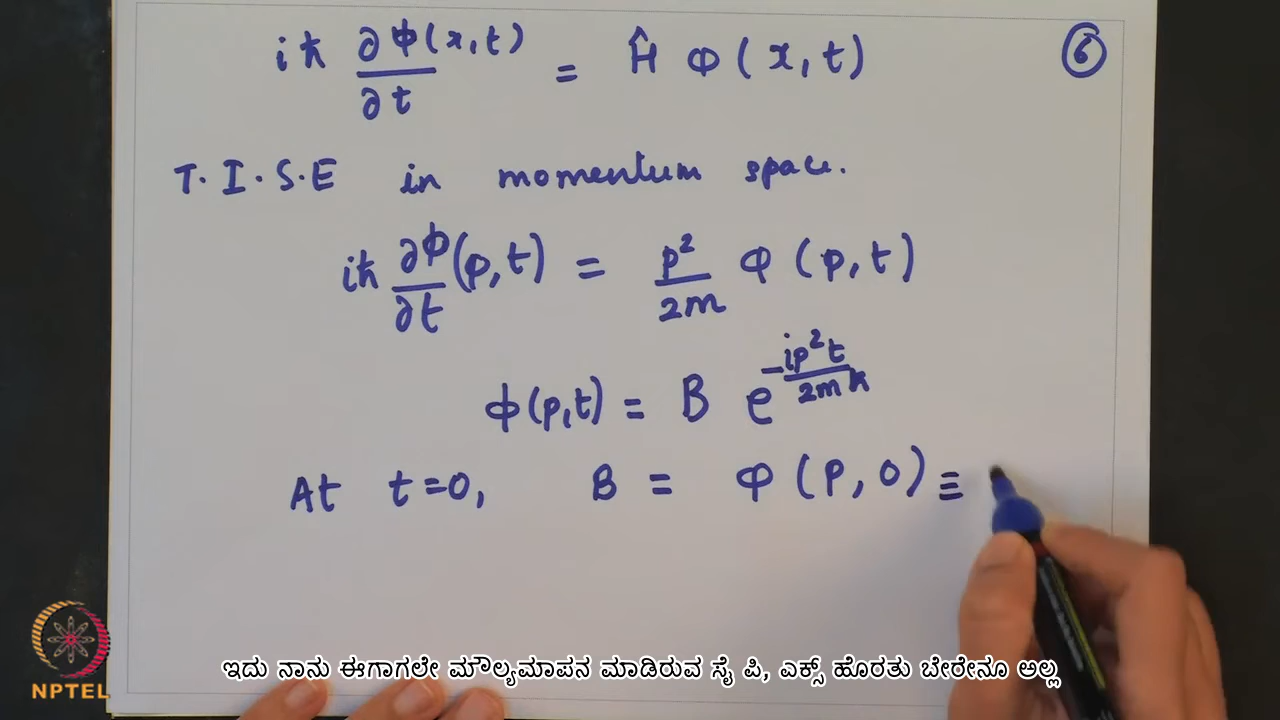 iħ ∂Φ(x,t)/∂t = Ĥ Φ(x,t)
6
T.I.S.E in momentum space.
iħ ∂Φ/∂t (p,t) = p²/2m Φ(p,t)
ϕ(p,t) = B e^(-ip²t/2mħ)
At t=0, B = Φ(p,0) ≡
ಇದು ನಾನು ಈಗಾಗಲೇ ಮೌಲ್ಯಮಾಪನ ಮಾಡಿರುವ ಸೈ ಪಿ, ಎಕ್ಸ್ ಹೊರತು ಬೇರೇನೂ ಅಲ್ಲ
NPTEL